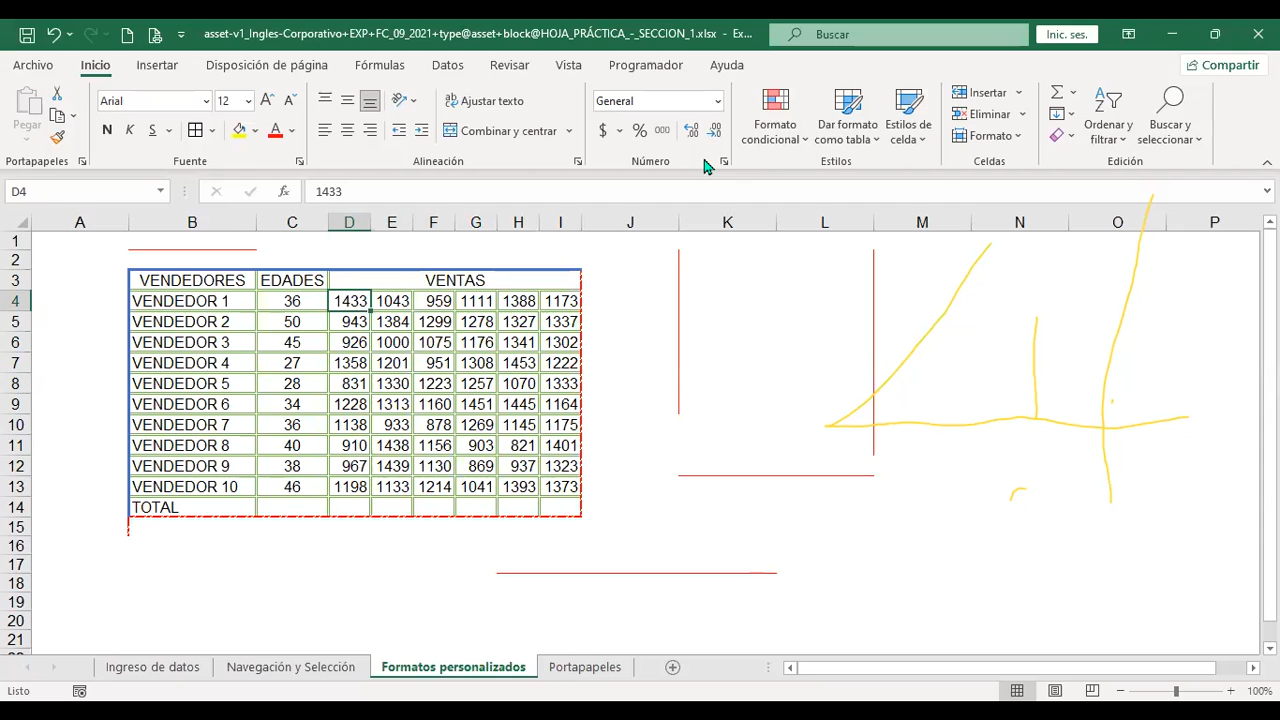 asset-v1_Ingles-Corporativo+EXP+FC_09_2021+type@asset+block@HOJA_PRÁCTICA_-_SECCION_1.xlsx - Ex... Buscar Inic. ses.
Archivo Inicio Insertar Disposición de página Fórmulas Datos Revisar Vista Programador Ayuda Compartir
Pegar
Arial 12 A A
N K S A
Ajustar texto
Combinar y centrar
General
$ % 000
Formato condicional
Dar formato como tabla
Estilos de celda
Insertar
Eliminar
Formato
Ordenar y filtrar
Buscar y seleccionar
Portapapeles Fuente Alineación Número Estilos Celdas Edición
D4 fx 1433
A B C D E F G H I J K L M N O P
1
2
3 VENDEDORES EDADES VENTAS
4 VENDEDOR 1 36 1433 1043 959 1111 1388 1173
5 VENDEDOR 2 50 943 1384 1299 1278 1327 1337
6 VENDEDOR 3 45 926 1000 1075 1176 1341 1302
7 VENDEDOR 4 27 1358 1201 951 1308 1453 1222
8 VENDEDOR 5 28 831 1330 1223 1257 1070 1333
9 VENDEDOR 6 34 1228 1313 1160 1451 1445 1164
10 VENDEDOR 7 36 1138 933 878 1269 1145 1175
11 VENDEDOR 8 40 910 1438 1156 903 821 1401
12 VENDEDOR 9 38 967 1439 1130 869 937 1323
13 VENDEDOR 10 46 1198 1133 1214 1041 1393 1373
14 TOTAL
15
16
17
18
19
20
21
Ingreso de datos Navegación y Selección Formatos personalizados Portapapeles
Listo 100%